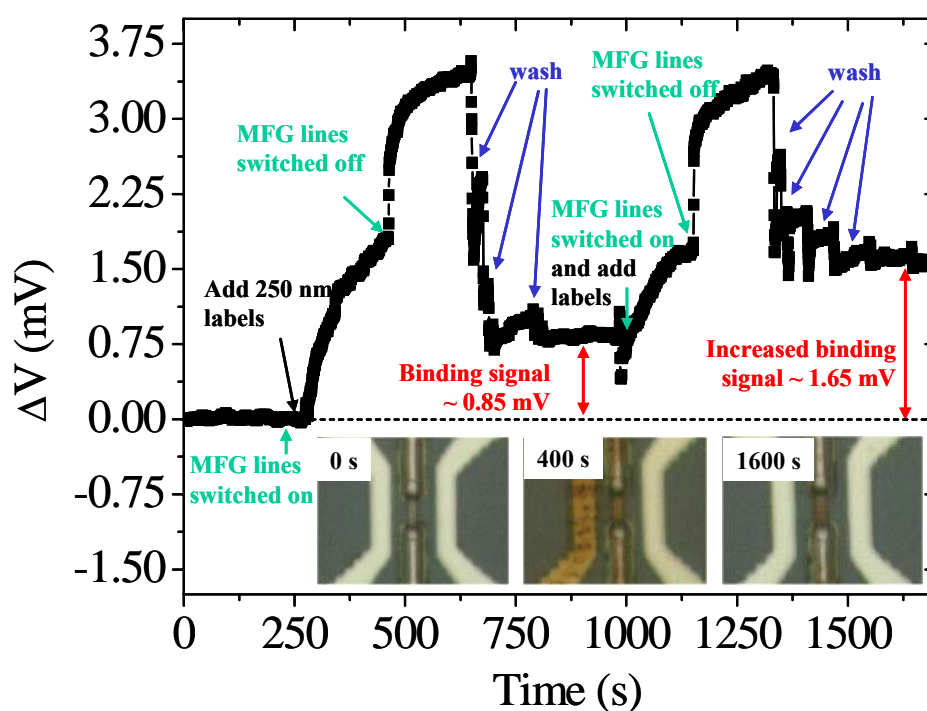 3.75
3.00
2.25
1.50
0.75
0.00
-0.75
-1.50
ΔV (mV)
MFG lines
switched off
wash
MFG lines
switched off
wash
Add 250 nm
labels
MFG lines
switched on
and add
labels
Binding signal
~ 0.85 mV
Increased binding
signal ~ 1.65 mV
MFG lines
switched on
0 s
400 s
1600 s
0 250 500 750 1000 1250 1500
Time (s)